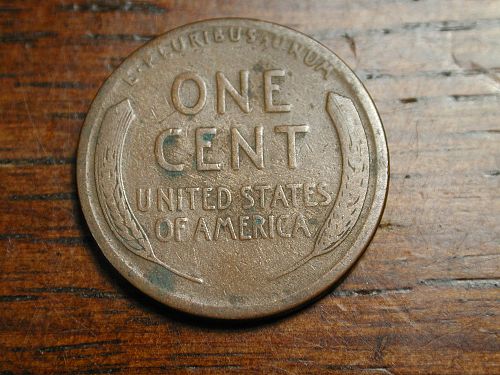 E·PLURIBUS·UNUM
ONE
CENT
UNITED STATES
OF AMERICA